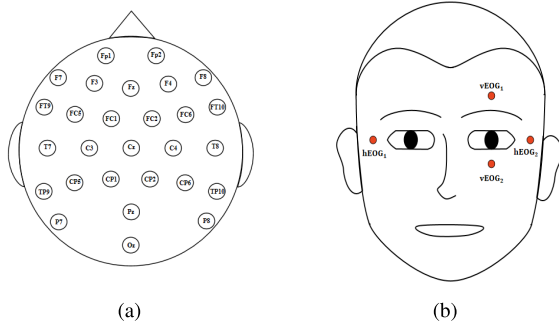 Fp1 Fp2
F7 F3 Fz F4 F8
FT9 FC5 FC1 FC2 FC6 FT10
T7 C3 Cz C4 T8
TP9 CP5 CP1 CP2 CP6 TP10
P7 Pz P8
Oz
(a)
vEOG1
hEOG1 hEOG2
vEOG2
(b)